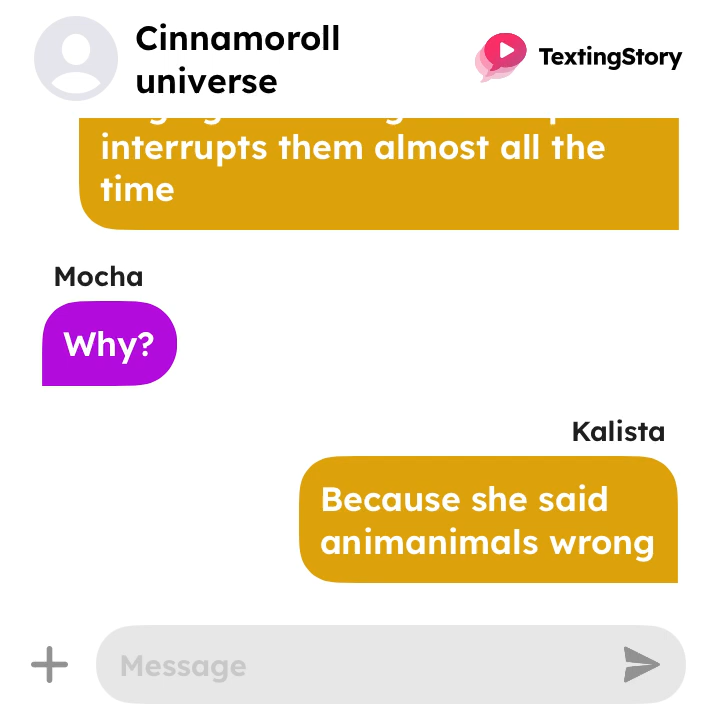 Cinnamoroll
universe
TextingStory
interrupts them almost all the
time
Mocha
Why?
Kalista
Because she said
animanimals wrong
Message